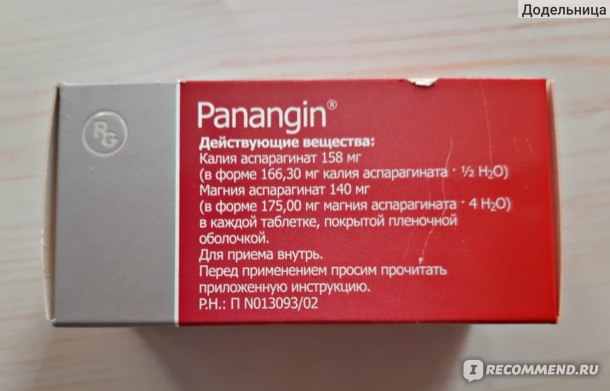 Додельница
Panangin®
RG
Действующие вещества:
Калия аспарагинат 158 мг
(в форме 166,30 мг калия аспарагината · ½ H₂O)
Магния аспарагинат 140 мг
(в форме 175,00 мг магния аспарагината · 4 H₂O)
в каждой таблетке, покрытой пленочной
оболочкой.
Для приема внутрь.
Перед применением просим прочитать
приложенную инструкцию.
Р.Н.: П N013093/02
I RECOMMEND.RU